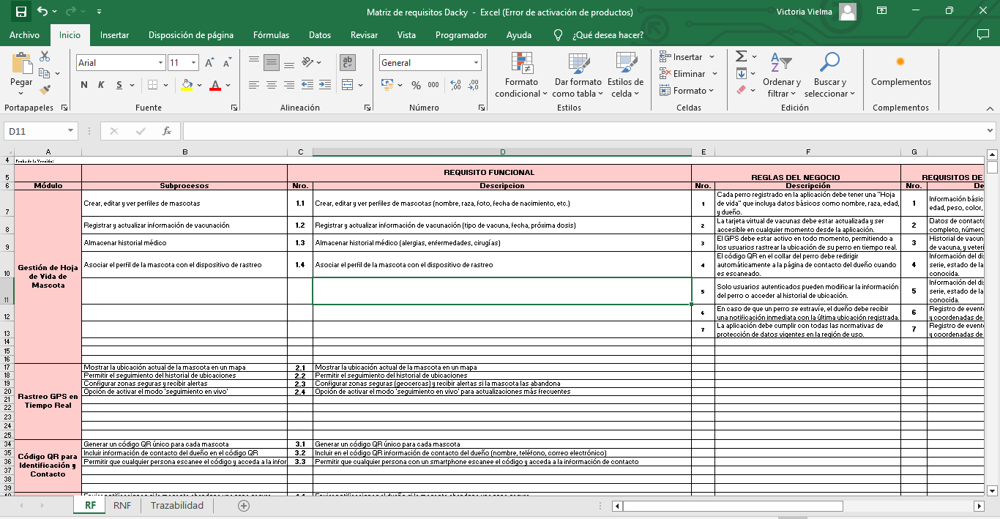 Matriz de requisitos Dacky - Excel (Error de activación de productos)
Victoria Vielma
Archivo Inicio Insertar Disposición de página Fórmulas Datos Revisar Vista Programador Ayuda ¿Qué desea hacer?
Pegar
Portapapeles
Arial 11
N K S
Fuente
Alineación
General
% 000
Número
Formato condicional
Dar formato como tabla
Estilos de celda
Estilos
Insertar
Eliminar
Formato
Celdas
Ordenar y filtrar
Buscar y seleccionar
Edición
Complementos
Complementos
D11
fx
A B C D E F G
4 Fecha de la Versión:
5 REQUISITO FUNCIONAL REGLAS DEL NEGOCIO REQUISITOS DE
6 Módulo Subprocesos Nro. Descripcion Nro. Descripción Nro. De
Gestión de Hoja
de Vida de
Mascota
7 Crear, editar y ver perfiles de mascotas 1.1 Crear, editar y ver perfiles de mascotas (nombre, raza, foto, fecha de nacimiento, etc.) 1
Cada perro registrado en la aplicación debe tener una "Hoja
de vida" que incluya datos básicos como nombre, raza, edad,
y dueño.
1 Información básic
edad, peso, color,
8 Registrar y actualizar información de vacunación 1.2 Registrar y actualizar información de vacunación (tipo de vacuna, fecha, próxima dosis) 2
La tarjeta virtual de vacunas debe estar actualizada y ser
accesible en cualquier momento desde la aplicación.
2 Datos de contacto
completo, número
9 Almacenar historial médico 1.3 Almacenar historial médico (alergias, enfermedades, cirugías) 3
El GPS debe estar activo en todo momento, permitiendo a
los usuarios rastrear la ubicación de su perro en tiempo real.
3 Historial de vacun
de vacuna, y veteri
10 Asociar el perfil de la mascota con el dispositivo de rastreo 1.4 Asociar el perfil de la mascota con el dispositivo de rastreo 4
El código QR en el collar del perro debe redirigir
automáticamente a la página de contacto del dueño cuando
es escaneado.
4 Información del di
serie, estado de la
conocida.
11 5
Solo usuarios autenticados pueden modificar la información
del perro o acceder al historial de ubicación.
5 Información del di
serie, estado de la
conocida.
12 6
En caso de que un perro se extravíe, el dueño debe recibir
una notificación inmediata con la última ubicación registrada.
6 Registro de event
y coordenadas de
13 7
La aplicación debe cumplir con todas las normativas de
protección de datos vigentes en la región de uso.
7 Registro de event
y coordenadas de
14
15
16
Rastreo GPS en
Tiempo Real
17 Mostrar la ubicación actual de la mascota en un mapa 2.1 Mostrar la ubicación actual de la mascota en un mapa
18 Permitir el seguimiento del historial de ubicaciones 2.2 Permitir el seguimiento del historial de ubicaciones
19 Configurar zonas seguras y recibir alertas 2.3 Configurar zonas seguras (geocercas) y recibir alertas si la mascota las abandona
20 Opción de activar el modo 'seguimiento en vivo' 2.4 Opción de activar el modo 'seguimiento en vivo' para actualizaciones más frecuentes
21
22
23
24
25
Código QR para
Identificación y
Contacto
34 Generar un código QR único para cada mascota 3.1 Generar un código QR único para cada mascota
35 Incluir información de contacto del dueño en el código QR 3.2 Incluir en el código QR información de contacto del dueño (nombre, teléfono, correo electrónico)
36 Permitir que cualquier persona escanee el código y acceda a la infor 3.3 Permitir que cualquier persona con un smartphone escanee el código y acceda a la información de contacto
37
38
39
RF RNF Trazabilidad